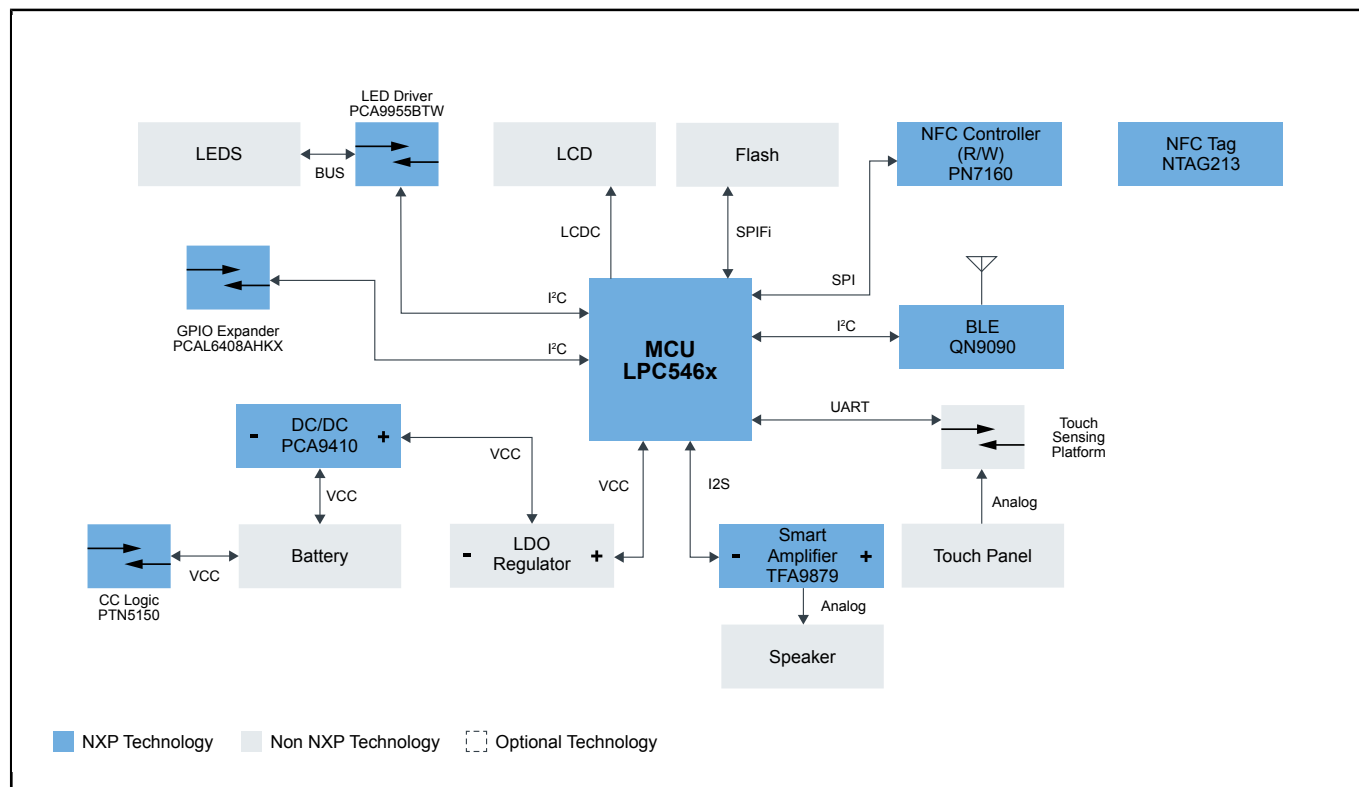 LED Driver
PCA9955BTW
LEDS
BUS
LCD
Flash
NFC Controller
(R/W)
PN7160
NFC Tag
NTAG213
LCDC
SPIFi
SPI
GPIO Expander
PCAL6408AHKX
I²C
I²C
MCU
LPC546x
I²C
BLE
QN9090
UART
Touch
Sensing
Platform
- DC/DC +
PCA9410
VCC
VCC
VCC
I2S
Analog
CC Logic
PTN5150
VCC
Battery
- LDO +
Regulator
- Smart +
Amplifier
TFA9879
Touch Panel
Analog
Speaker
NXP Technology
Non NXP Technology
Optional Technology